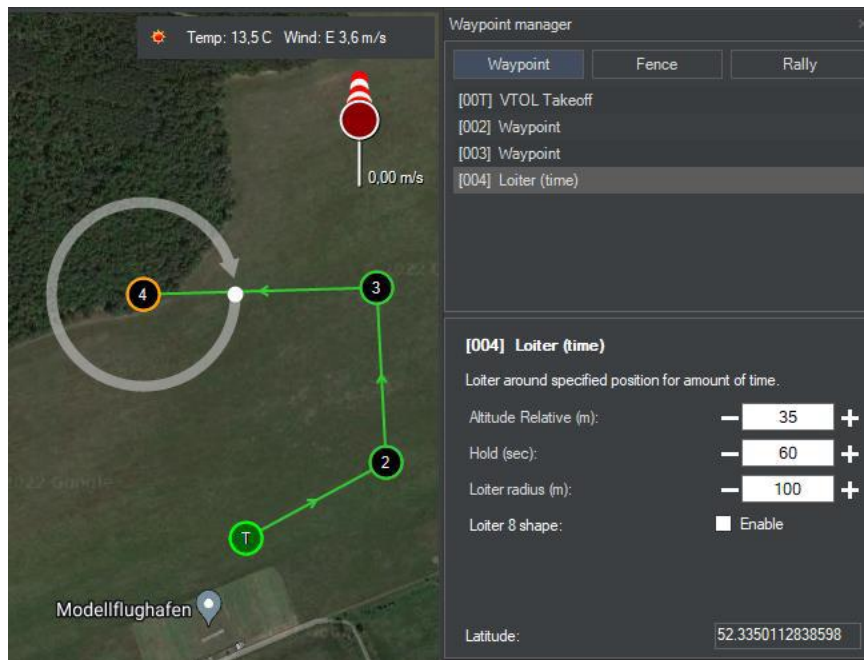 Temp: 13,5 C Wind: E 3,6 m/s
0,00 m/s
4
3
2
T
2022 Google
Modellflughafen
Waypoint manager
Waypoint Fence Rally
[00T] VTOL Takeoff
[002] Waypoint
[003] Waypoint
[004] Loiter (time)
[004] Loiter (time)
Loiter around specified position for amount of time.
Altitude Relative (m): 35
Hold (sec): 60
Loiter radius (m): 100
Loiter 8 shape: Enable
Latitude: 52.3350112838598